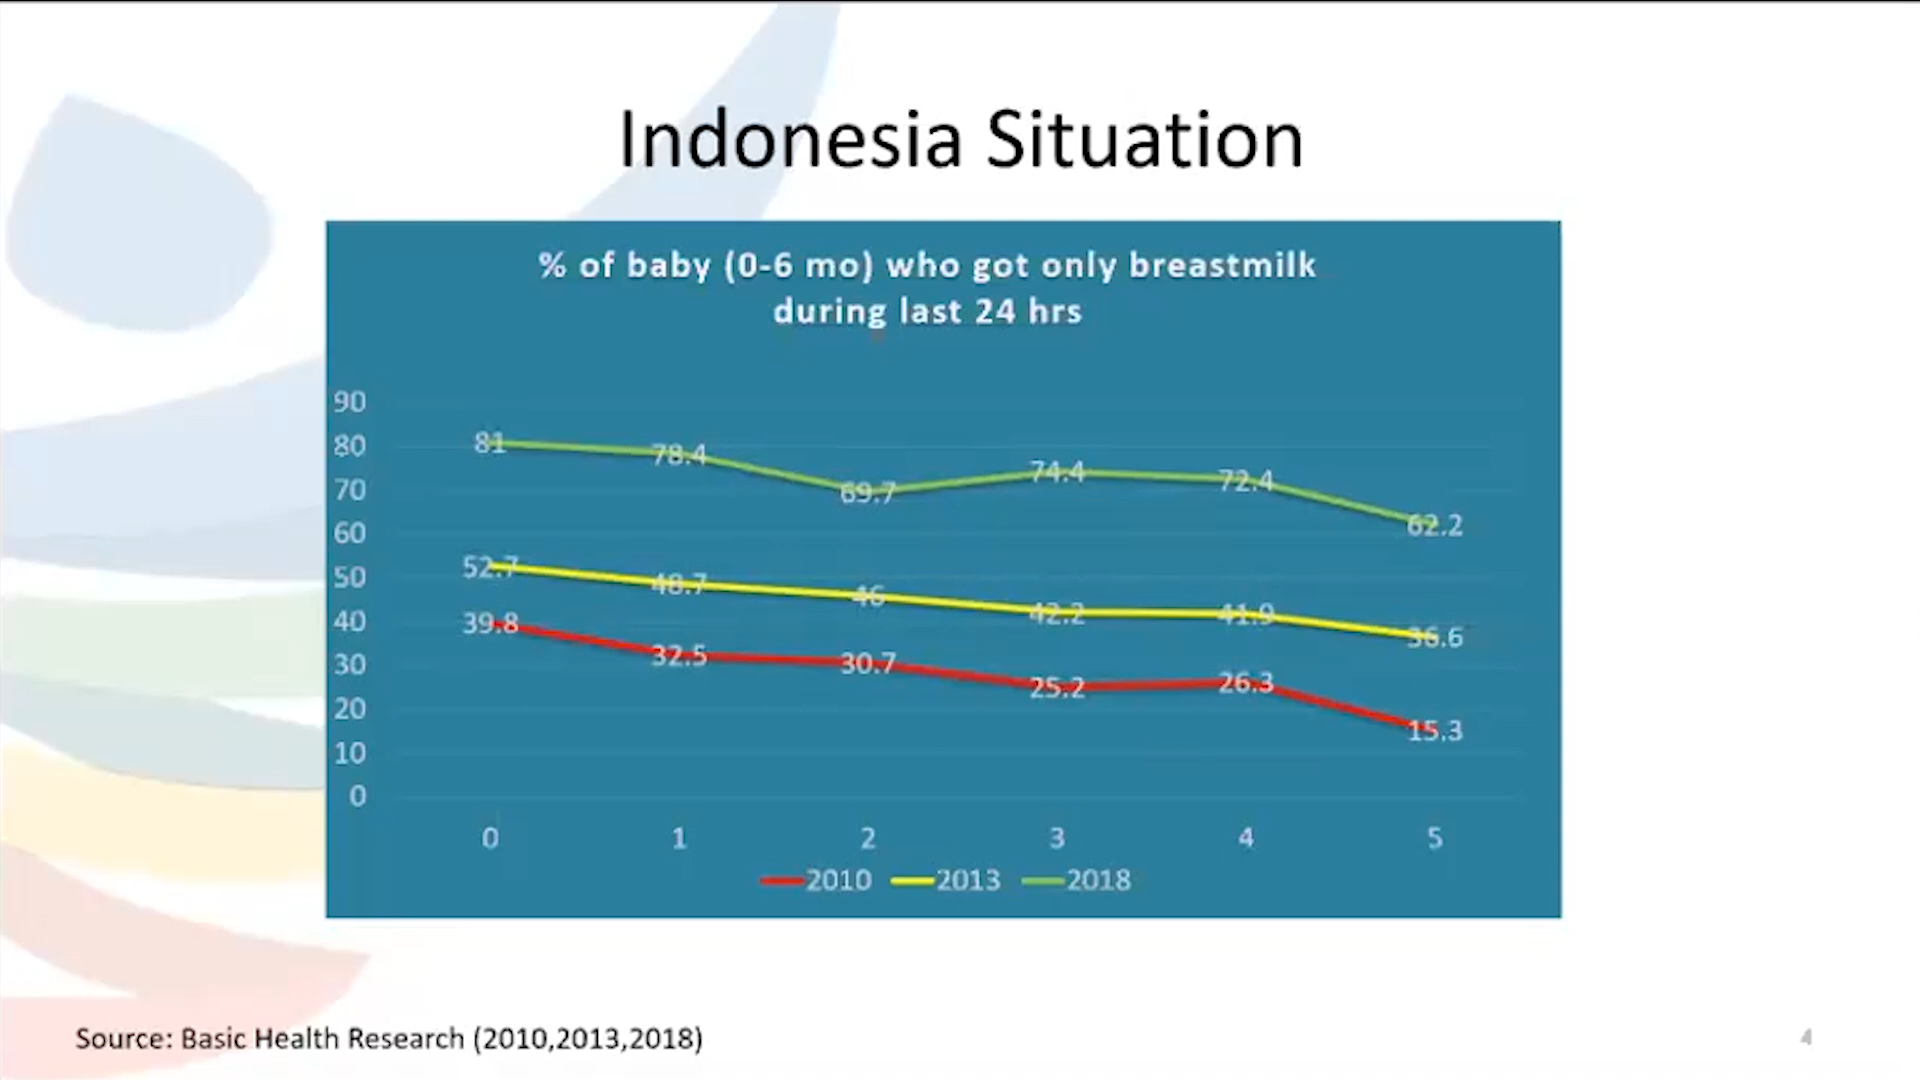 Indonesia Situation
% of baby (0-6 mo) who got only breastmilk
during last 24 hrs
90
80
70
60
50
40
30
20
10
0
81 78.4 69.7 74.4 72.4 62.2
52.7 48.7 46 42.2 41.9 36.6
39.8 32.5 30.7 25.2 26.3 15.3
0 1 2 3 4 5
2010 2013 2018
Source: Basic Health Research (2010,2013,2018)
4